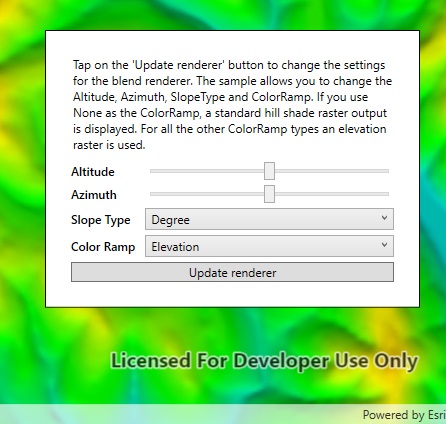 Tap on the 'Update renderer' button to change the settings
for the blend renderer. The sample allows you to change the
Altitude, Azimuth, SlopeType and ColorRamp. If you use
None as the ColorRamp, a standard hill shade raster output
is displayed. For all the other ColorRamp types an elevation
raster is used.
Altitude
Azimuth
Slope Type Degree
Color Ramp Elevation
Update renderer
Licensed For Developer Use Only
Powered by Esri